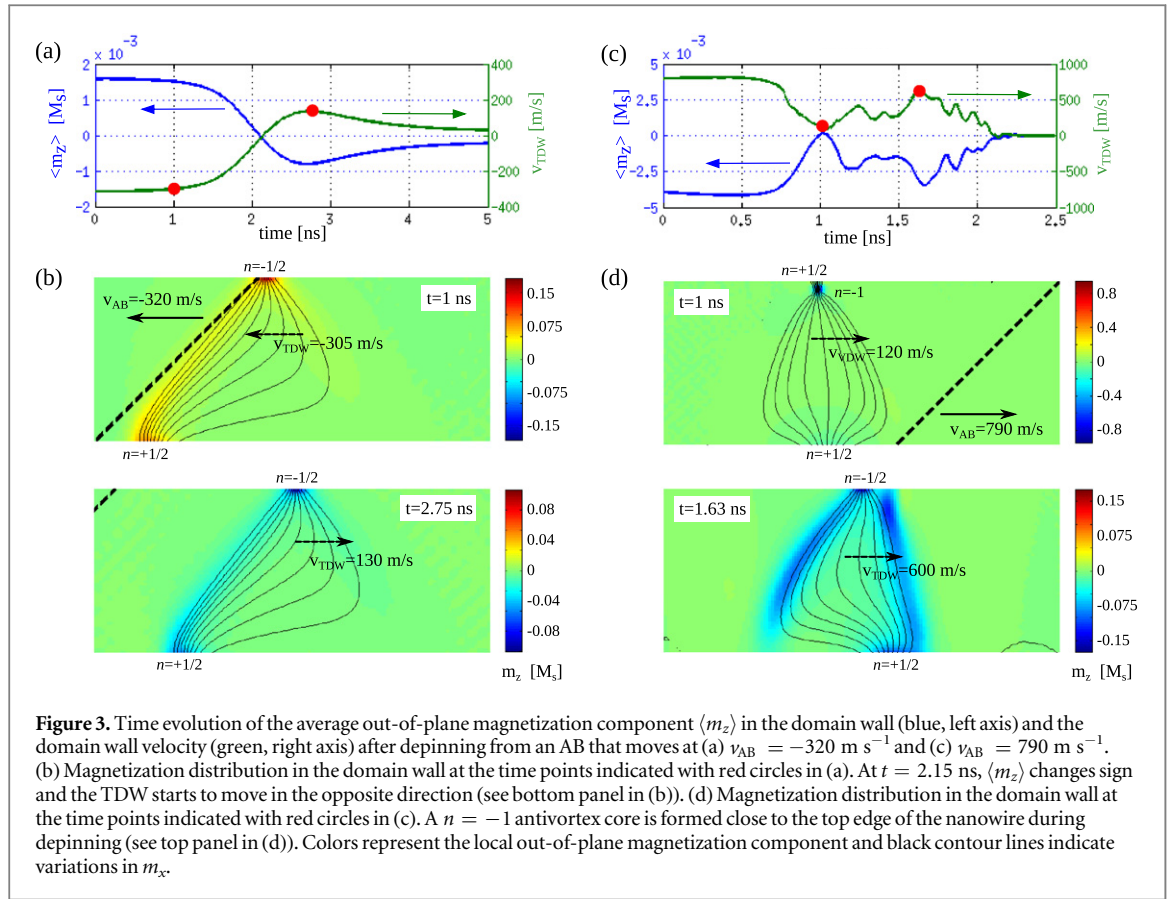 (a)
× 10⁻³
2
1
0
−1
−2
<m_z> [M_s]
400
200
0
−200
−400
v_TDW [m/s]
0
1
2
3
4
5
time [ns]
(c)
× 10⁻³
5
2.5
0
−2.5
−5
<m_z> [M_s]
1000
500
0
−500
−1000
v_TDW [m/s]
0
0.5
1
1.5
2
2.5
time [ns]
(b)
n=-1/2
v_AB=-320 m/s
t=1 ns
v_TDW=-305 m/s
n=+1/2
0.15
0.075
0
-0.075
-0.15
n=-1/2
t=2.75 ns
v_TDW=130 m/s
n=+1/2
0.08
0.04
0
-0.04
-0.08
m_z [M_s]
(d)
n=+1/2
t=1 ns
n=-1
v_VDW=120 m/s
v_AB=790 m/s
n=+1/2
0.8
0.4
0
-0.4
-0.8
n=-1/2
t=1.63 ns
v_TDW=600 m/s
n=+1/2
0.15
0.075
0
-0.075
-0.15
m_z [M_s]
Figure 3. Time evolution of the average out-of-plane magnetization component ⟨m_z⟩ in the domain wall (blue, left axis) and the
domain wall velocity (green, right axis) after depinning from an AB that moves at (a) v_AB = −320 m s⁻¹ and (c) v_AB = 790 m s⁻¹.
(b) Magnetization distribution in the domain wall at the time points indicated with red circles in (a). At t = 2.15 ns, ⟨m_z⟩ changes sign
and the TDW starts to move in the opposite direction (see bottom panel in (b)). (d) Magnetization distribution in the domain wall at
the time points indicated with red circles in (c). A n = −1 antivortex core is formed close to the top edge of the nanowire during
depinning (see top panel in (d)). Colors represent the local out-of-plane magnetization component and black contour lines indicate
variations in m_x.